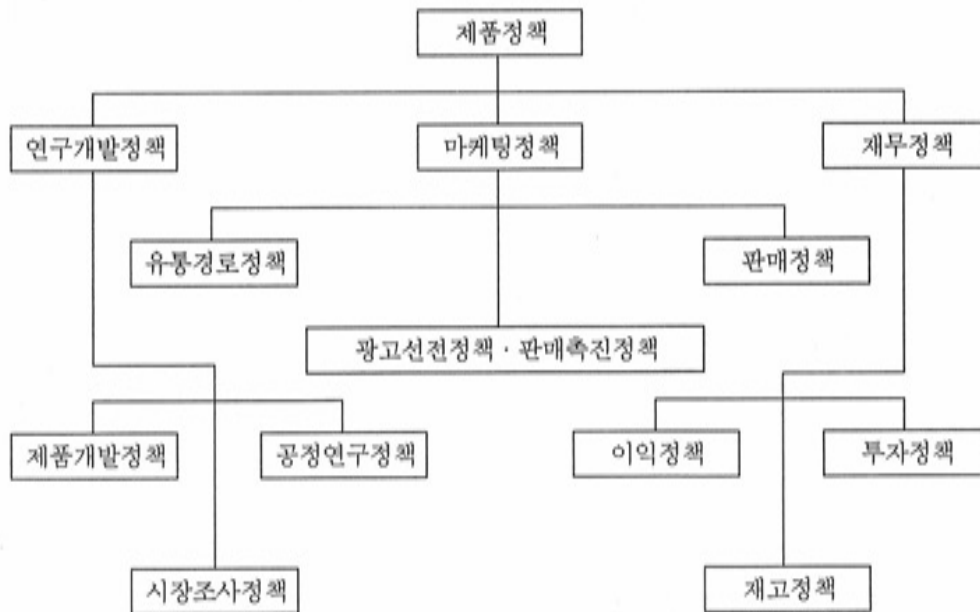 제품정책
연구개발정책
마케팅정책
재무정책
유통경로정책
판매정책
광고선전정책 · 판매촉진정책
제품개발정책
공정연구정책
이익정책
투자정책
시장조사정책
재고정책